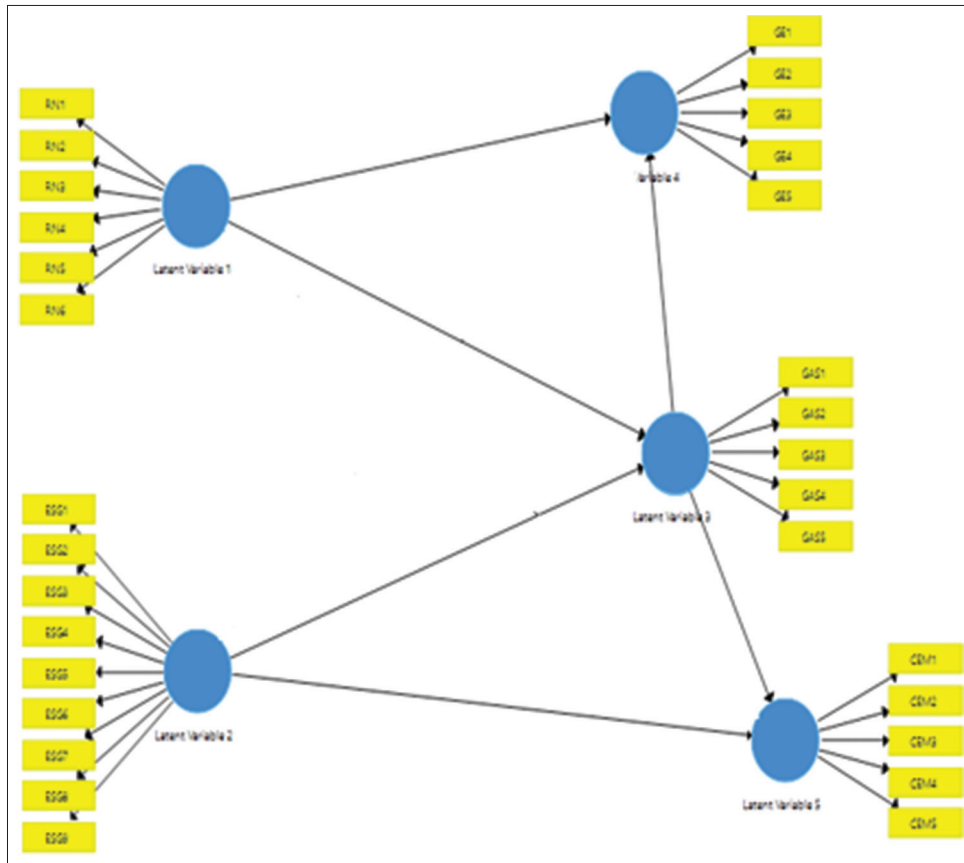 RN1
RN2
RN3
RN4
RN5
RN6
Latent Variable 1
GE1
GE2
GE3
GE4
GE5
Variable 4
GAS1
GAS2
GAS3
GAS4
GAS5
Latent Variable 3
ESG1
ESG2
ESG3
ESG4
ESG5
ESG6
ESG7
ESG8
ESG9
Latent Variable 2
CEM1
CEM2
CEM3
CEM4
CEM5
Latent Variable 5